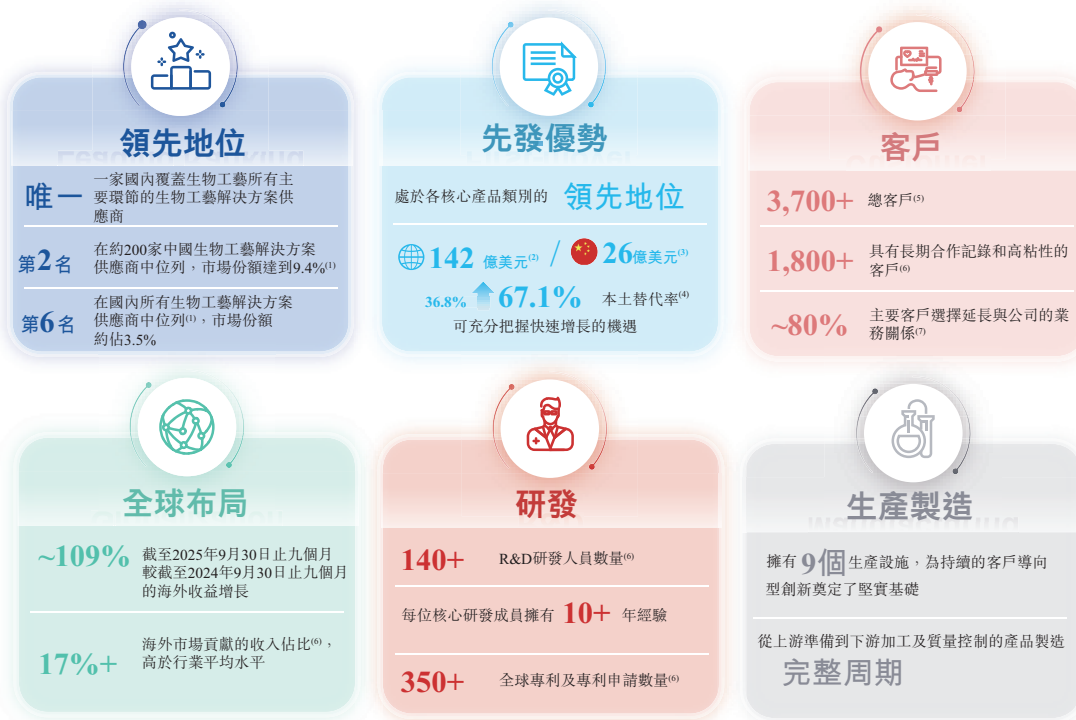 領先地位
唯一 一家國內覆蓋生物工藝所有主
要環節的生物工藝解決方案供
應商
第2名 在約200家中國生物工藝解決方案
供應商中位列，市場份額達到9.4%(1)
第6名 在國內所有生物工藝解決方案
供應商中位列(1)，市場份額
約佔3.5%
先發優勢
處於各核心產品類別的 領先地位
142 億美元(2) / 26億美元(3)
36.8% 67.1% 本土替代率(4)
可充分把握快速增長的機遇
客戶
3,700+ 總客戶(5)
1,800+ 具有長期合作記錄和高粘性的
客戶(6)
~80% 主要客戶選擇延長與公司的業
務關係(7)
全球布局
~109% 截至2025年9月30日止九個月
較截至2024年9月30日止九個月
的海外收益增長
17%+ 海外市場貢獻的收入佔比(6)，
高於行業平均水平
研發
140+ R&D研發人員數量(6)
每位核心研發成員擁有 10+ 年經驗
350+ 全球專利及專利申請數量(6)
生產製造
擁有 9個 生產設施，為持續的客戶導向
型創新奠定了堅實基礎
從上游準備到下游加工及質量控制的產品製造
完整周期